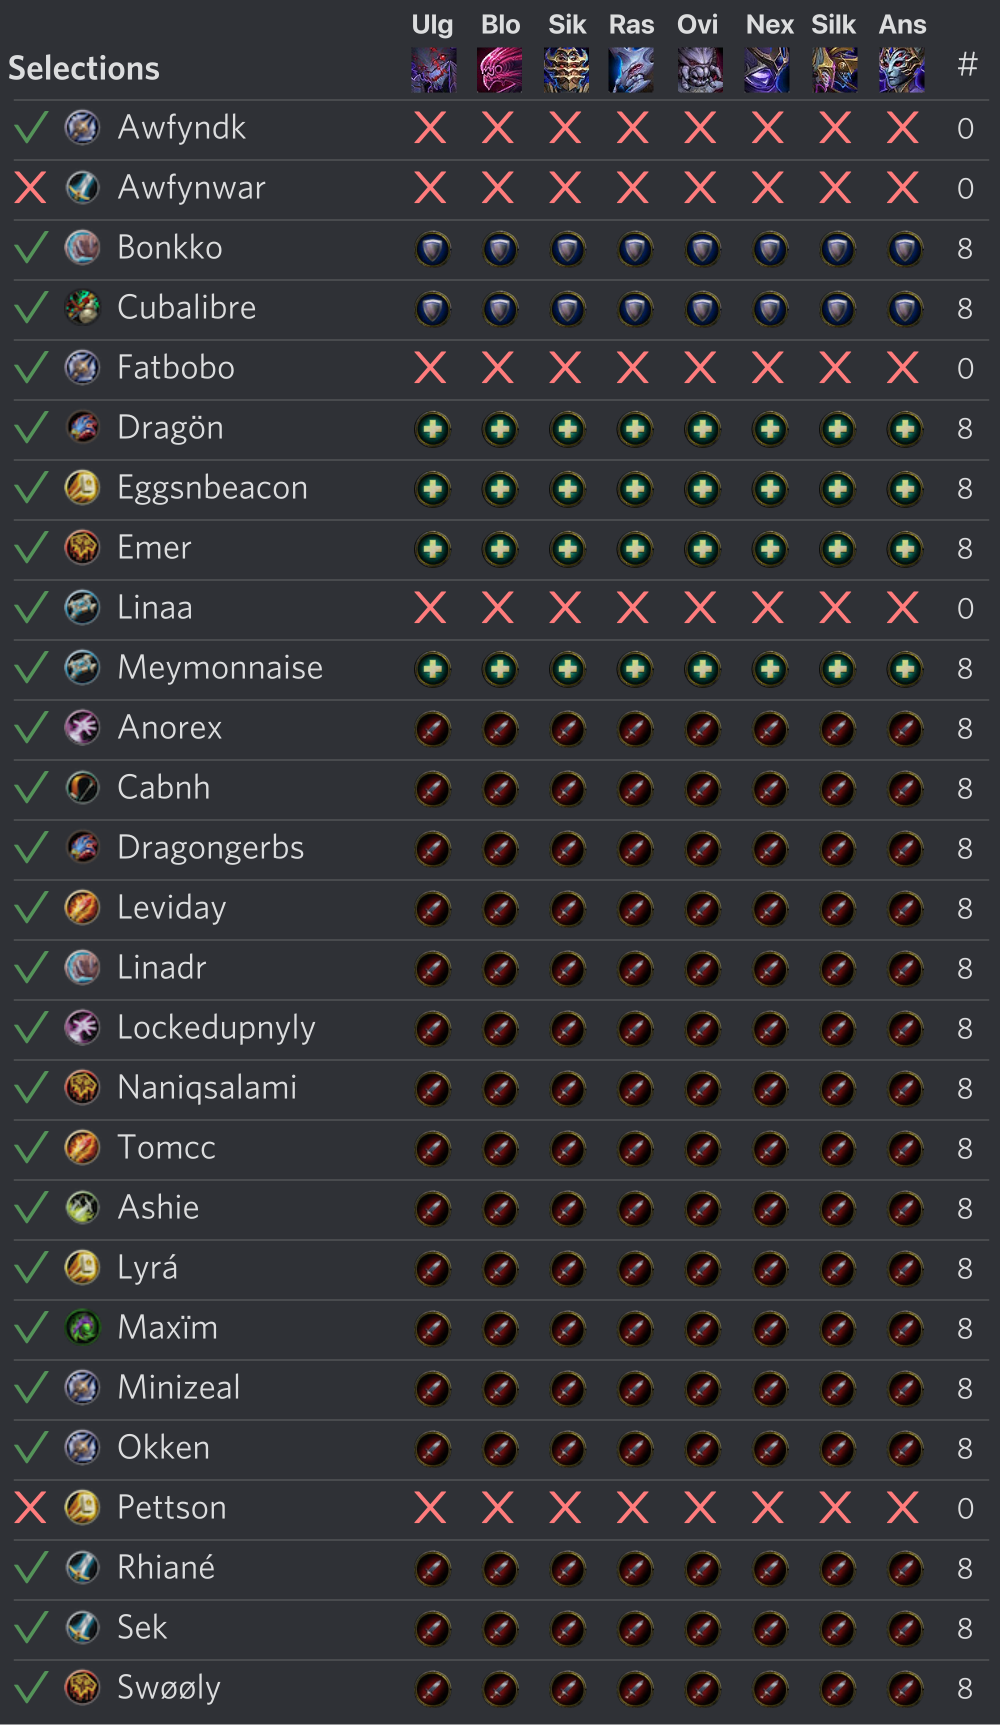 Ulg Blo Sik Ras Ovi Nex Silk Ans
Selections #
Awfyndk 0
Awfynwar 0
Bonkko 8
Cubalibre 8
Fatbobo 0
Dragön 8
Eggsnbeacon 8
Emer 8
Linaa 0
Meymonnaise 8
Anorex 8
Cabnh 8
Dragongerbs 8
Leviday 8
Linadr 8
Lockedupnyly 8
Naniqsalami 8
Tomcc 8
Ashie 8
Lyrá 8
Maxïm 8
Minizeal 8
Okken 8
Pettson 0
Rhiané 8
Sek 8
Swøøly 8